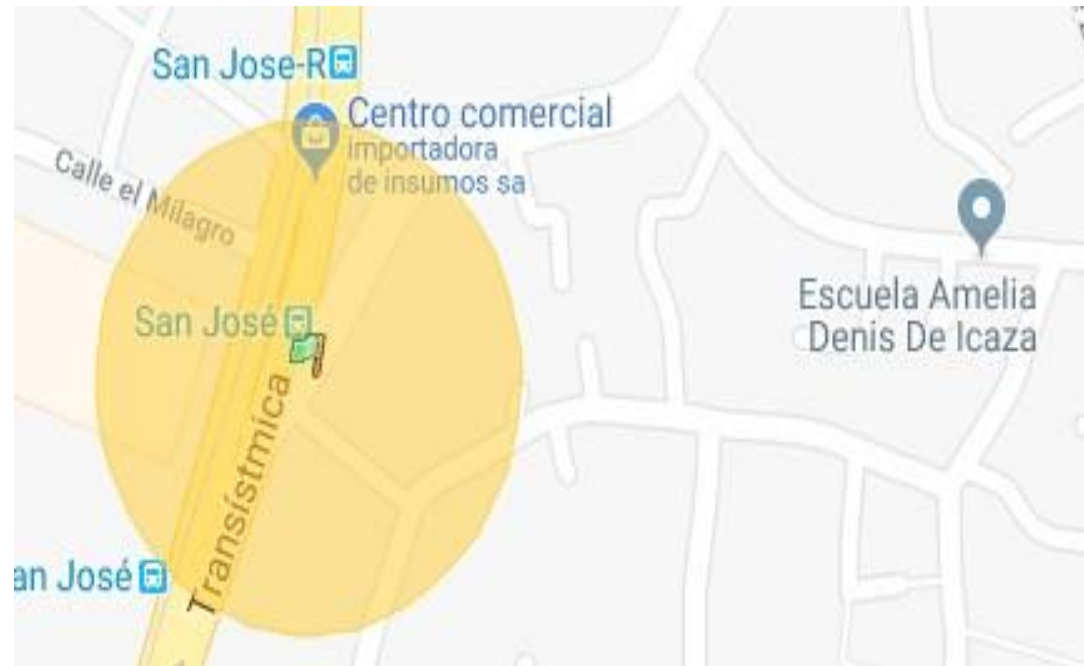 San Jose-R
Centro comercial
importadora
de insumos sa
Calle el Milagro
Escuela Amelia
Denis De Icaza
San José
Transístmica
an José